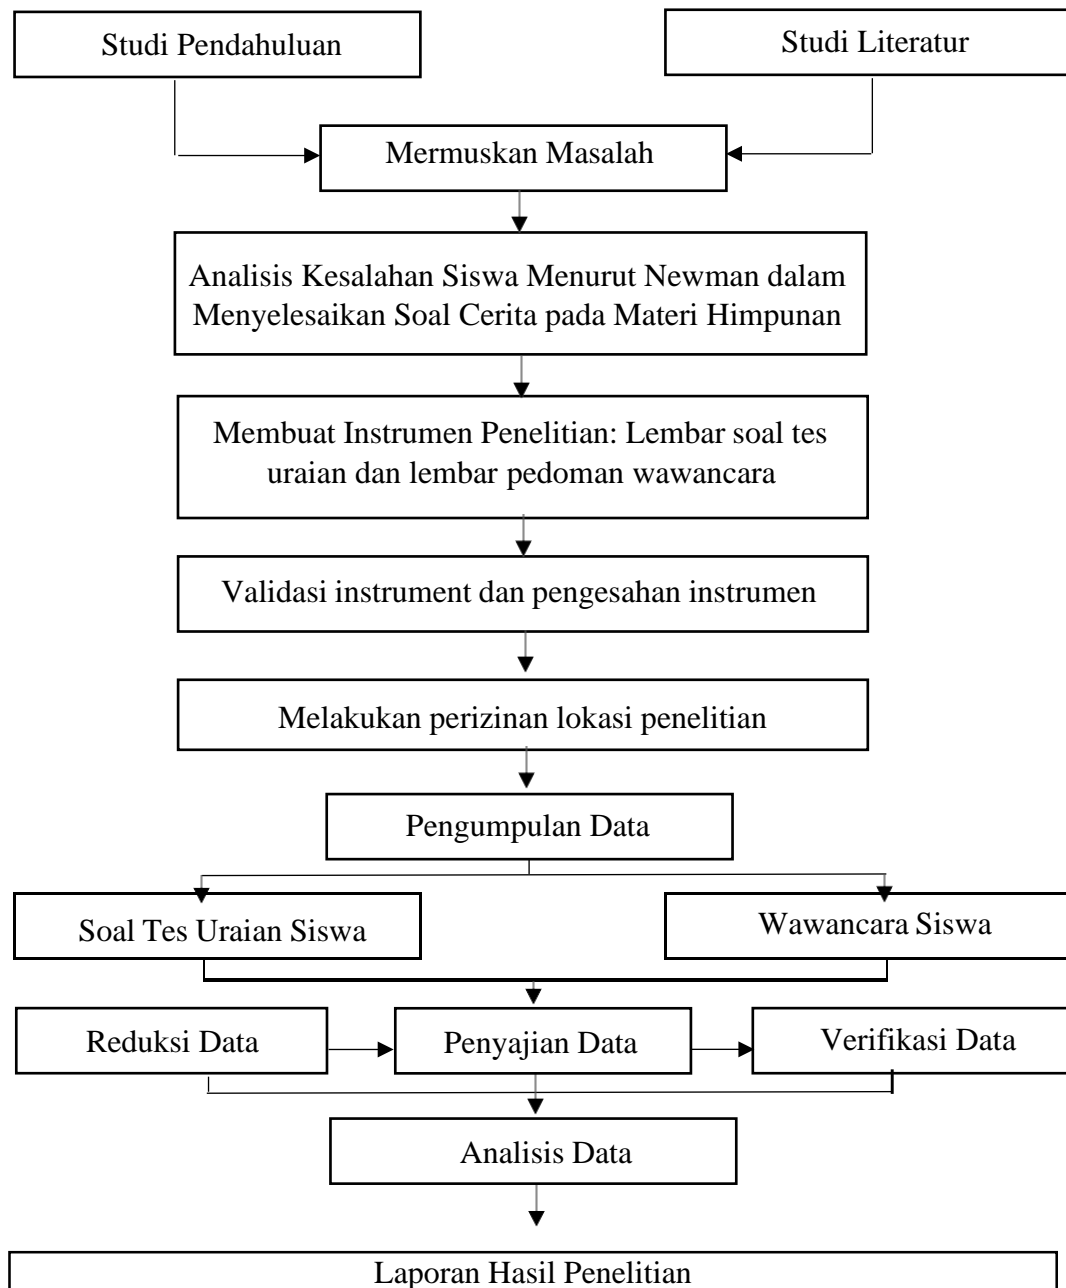 Studi Pendahuluan
Studi Literatur
Mermuskan Masalah
Analisis Kesalahan Siswa Menurut Newman dalam
Menyelesaikan Soal Cerita pada Materi Himpunan
Membuat Instrumen Penelitian: Lembar soal tes
uraian dan lembar pedoman wawancara
Validasi instrument dan pengesahan instrumen
Melakukan perizinan lokasi penelitian
Pengumpulan Data
Soal Tes Uraian Siswa
Wawancara Siswa
Reduksi Data
Penyajian Data
Verifikasi Data
Analisis Data
Laporan Hasil Penelitian